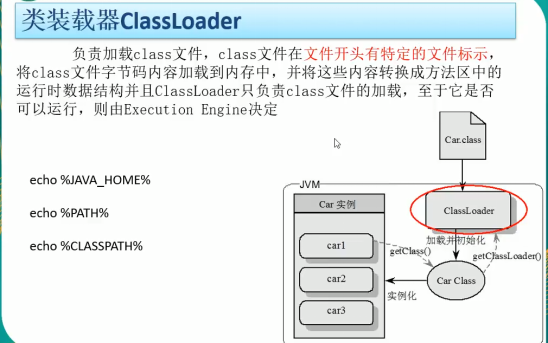 类装载器ClassLoader
负责加载class文件，class文件在文件开头有特定的文件标示，
将class文件字节码内容加载到内存中，并将这些内容转换成方法区中的
运行时数据结构并且ClassLoader只负责class文件的加载，至于它是否
可以运行，则由Execution Engine决定
Car.class
echo %JAVA_HOME%
JVM
Car 实例
ClassLoader
echo %PATH%
car1
加载并初始化
echo %CLASSPATH%
getClass()
getClassLoader()
car2
Car Class
实例化
car3